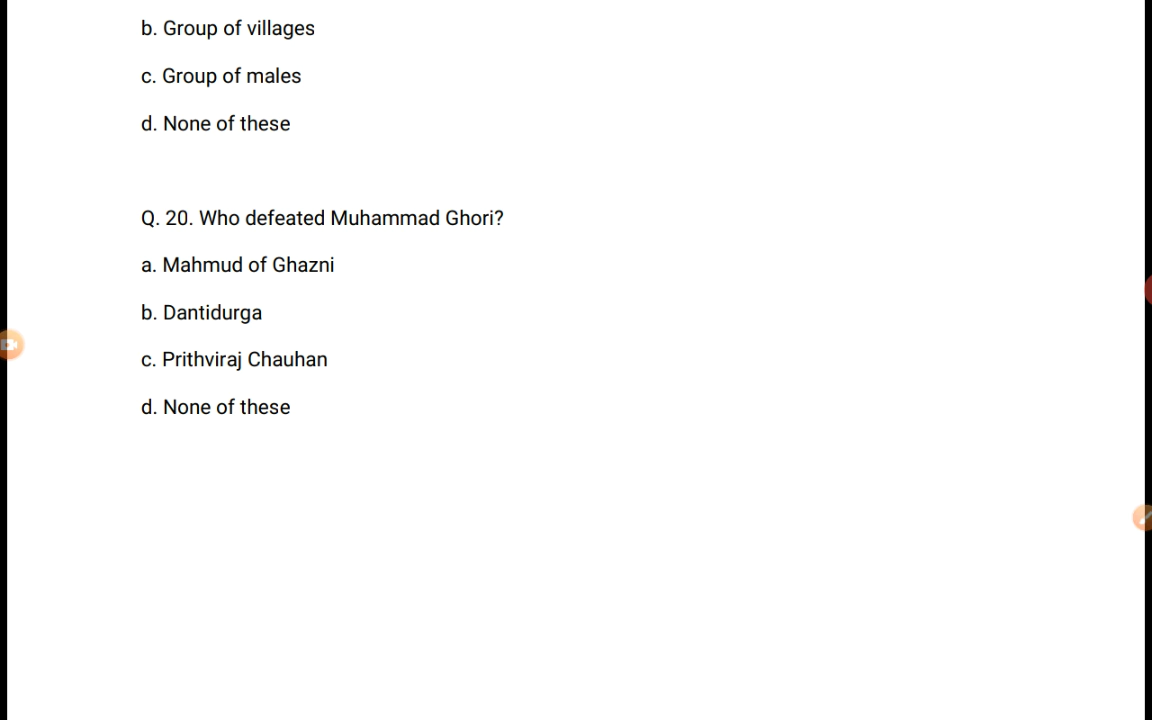 b. Group of villages
c. Group of males
d. None of these
Q. 20. Who defeated Muhammad Ghori?
a. Mahmud of Ghazni
b. Dantidurga
c. Prithviraj Chauhan
d. None of these